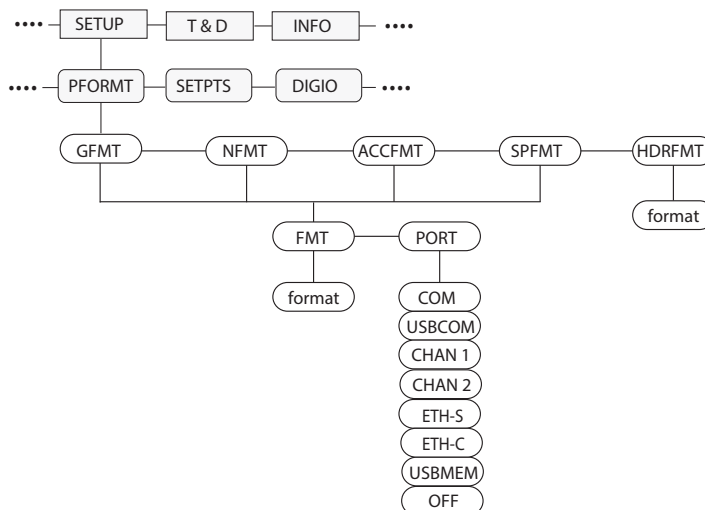 •••• SETUP T & D INFO ••••
•••• PFORMT SETPTS DIGIO ••••
GFMT NFMT ACCFMT SPFMT HDRFMT
format
FMT PORT
format COM
USBCOM
CHAN 1
CHAN 2
ETH-S
ETH-C
USBMEM
OFF